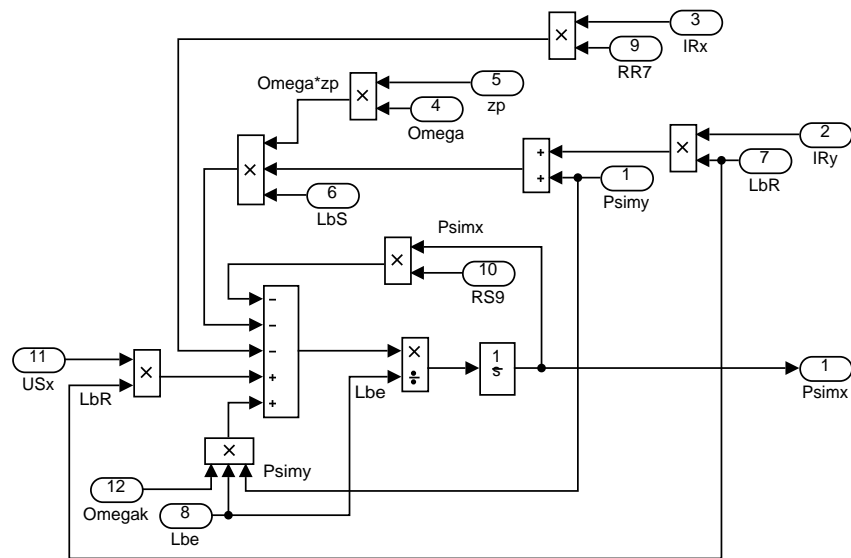 3
IRx
×
9
RR7
5
zp
Omega*zp
×
4
Omega
2
IRy
+
×
7
LbR
×
+
1
Psimy
6
LbS
Psimx
×
10
RS9
−
−
11
USx
−
×
1
s
1
Psimx
×
+
÷
LbR
Lbe
+
×
Psimy
12
Omegak
8
Lbe